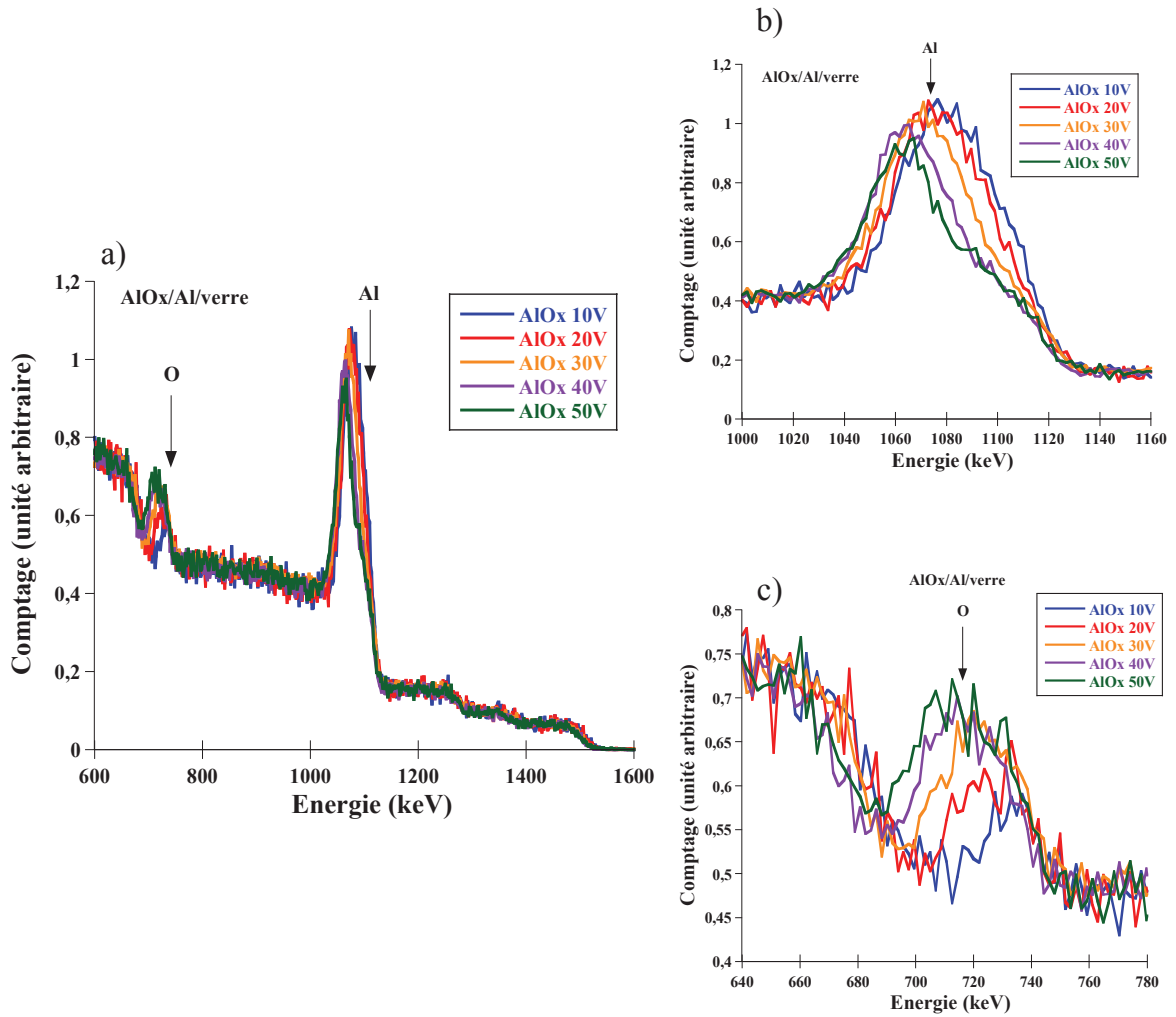 a)
AlOx/Al/verre
Al
O
AlOx 10V
AlOx 20V
AlOx 30V
AlOx 40V
AlOx 50V
Comptage (unité arbitraire)
1,2
1
0,8
0,6
0,4
0,2
0
600
800
1000
1200
1400
1600
Energie (keV)
b)
AlOx/Al/verre
Al
AlOx 10V
AlOx 20V
AlOx 30V
AlOx 40V
AlOx 50V
Comptage (unité arbitraire)
1,2
1
0,8
0,6
0,4
0,2
0
1000
1020
1040
1060
1080
1100
1120
1140
1160
Energie (keV)
c)
AlOx/Al/verre
O
AlOx 10V
AlOx 20V
AlOx 30V
AlOx 40V
AlOx 50V
Comptage (unité arbitraire)
0,8
0,75
0,7
0,65
0,6
0,55
0,5
0,45
0,4
640
660
680
700
720
740
760
780
Energie (keV)